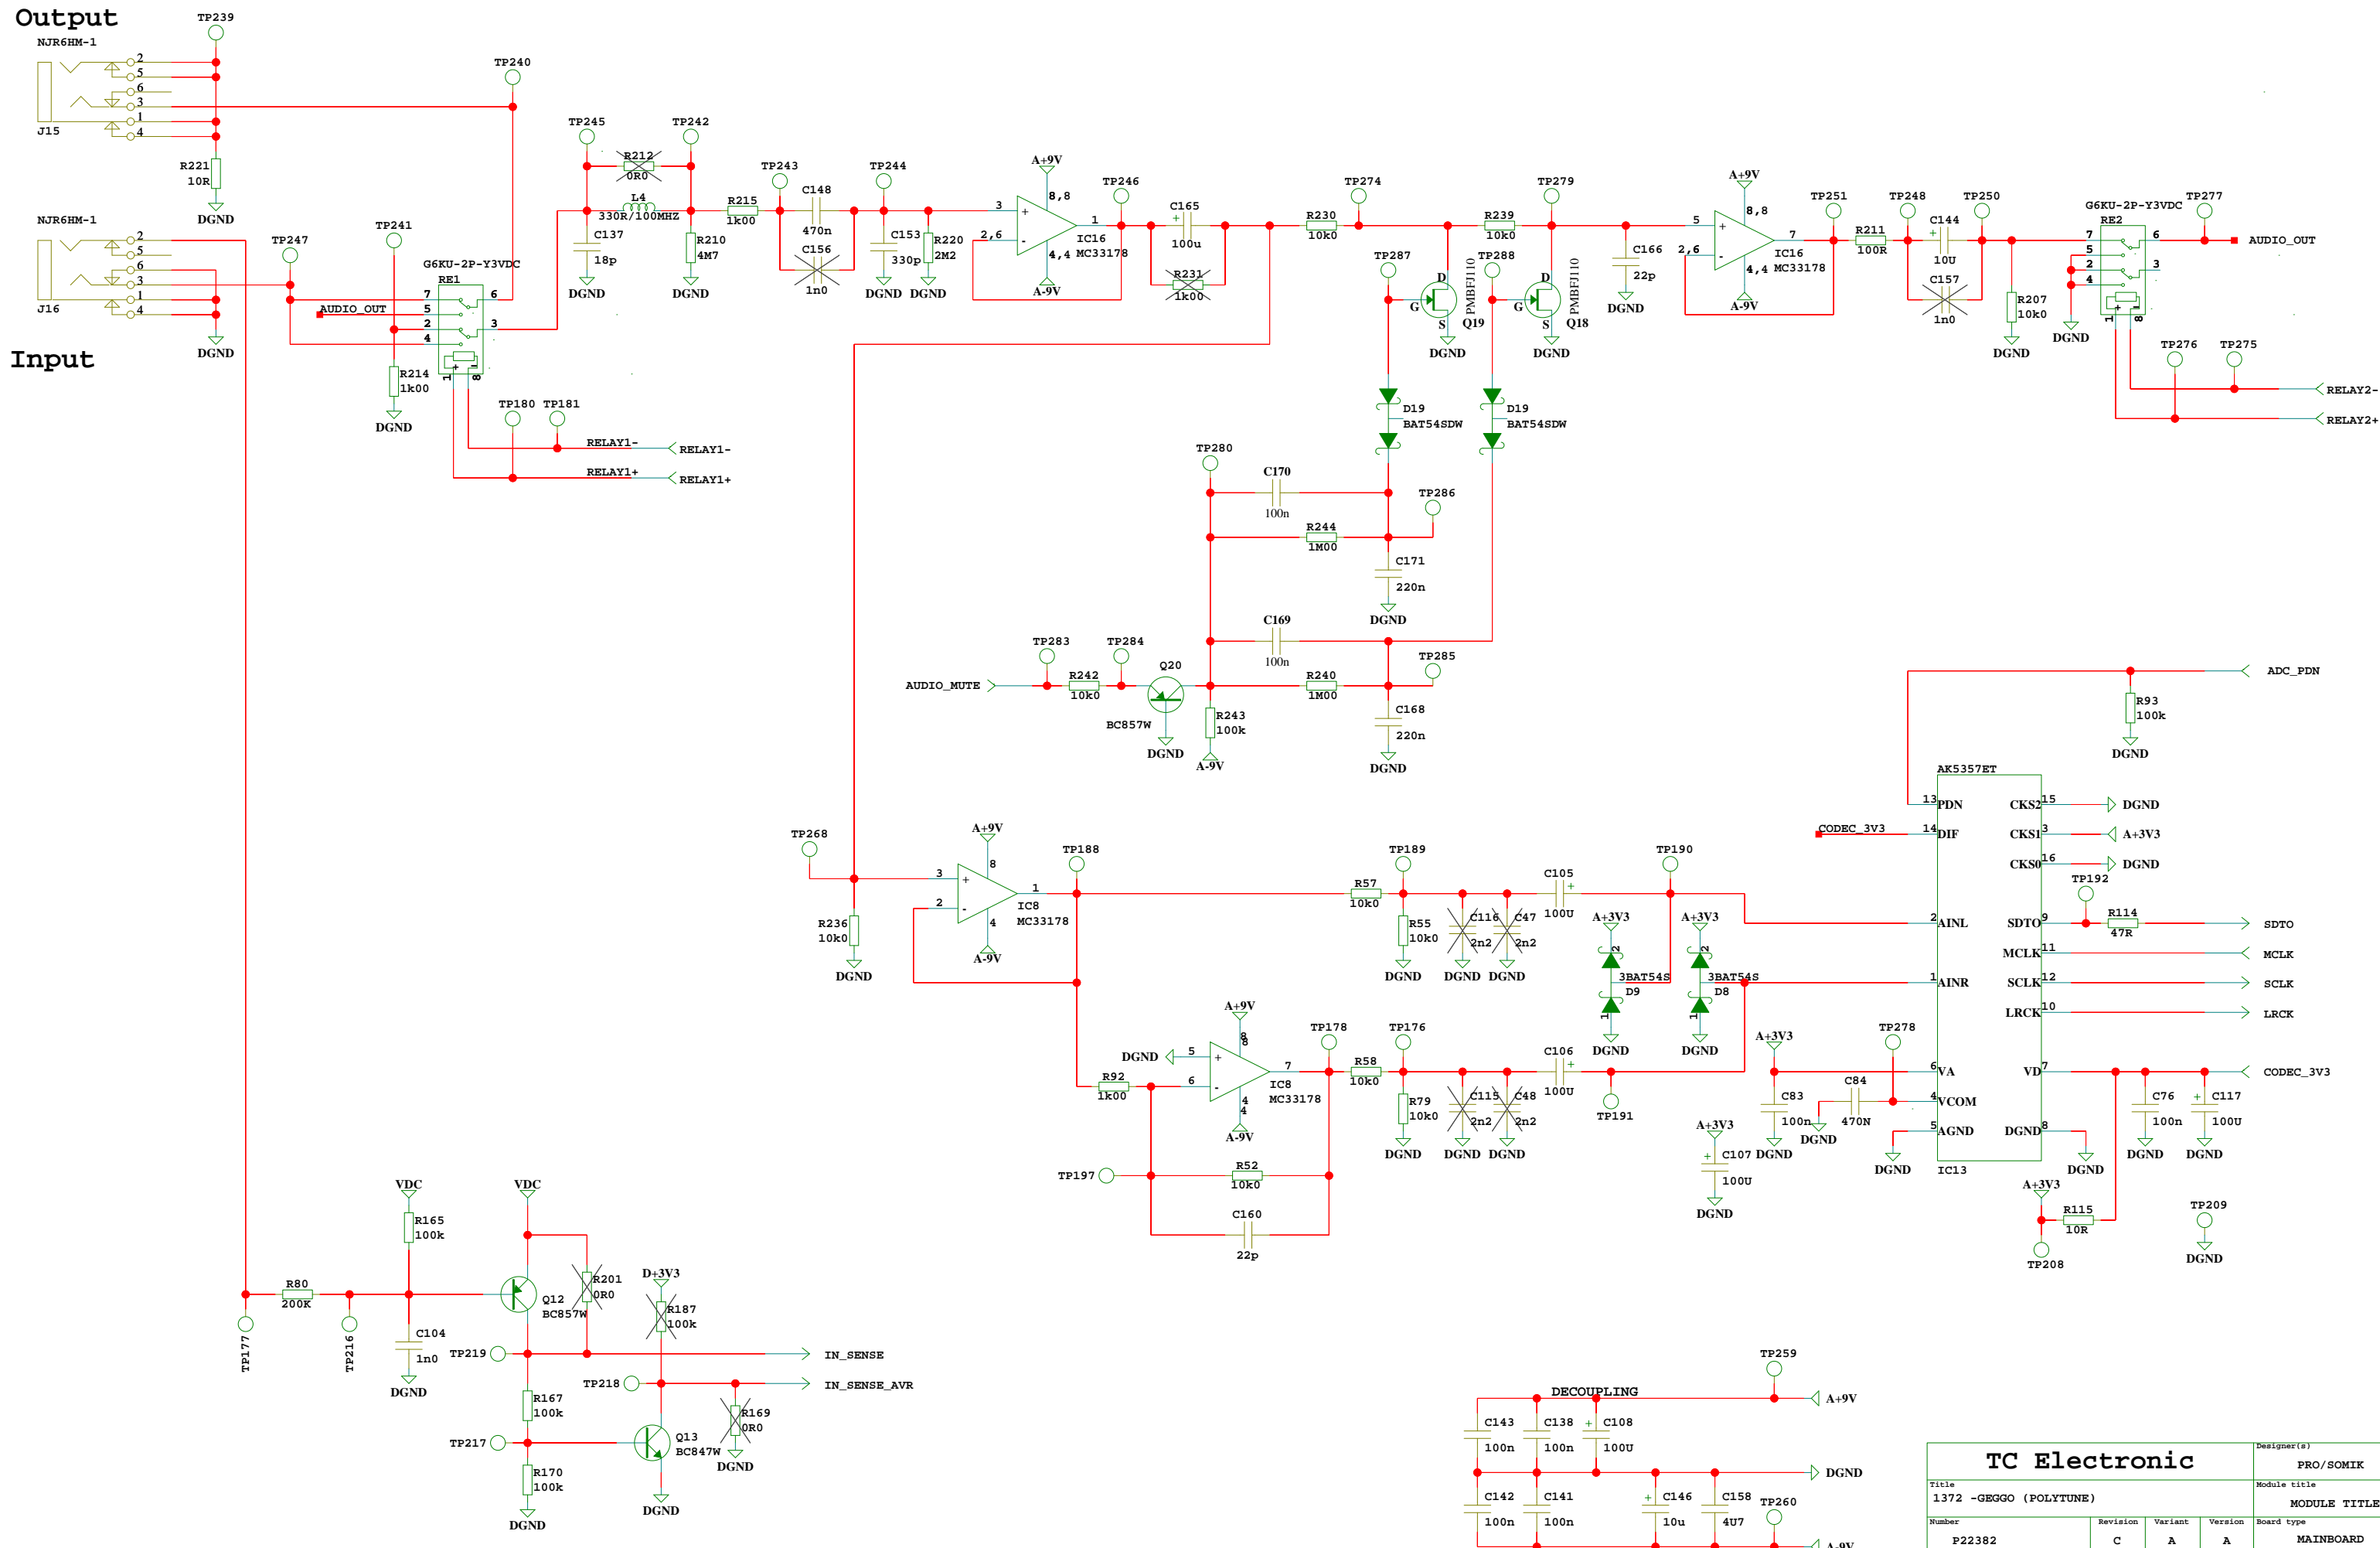 Output
NJR6HM-1
2
5
6
3
1
4
J15
TP239
R221
10R
DGND
TP240
NJR6HM-1
2
5
6
3
1
4
J16
Input
TP247
DGND
TP241
G6KU-2P-Y3VDC
RE1
AUDIO_OUT
7
5
2
4
6
3
1
+
-
8
R214
1k00
DGND
TP180
TP181
RELAY1-
RELAY1-
RELAY1+
RELAY1+
TP245
TP242
R212
0R0
L4
330R/100MHZ
C137
18p
DGND
R210
4M7
DGND
R215
1k00
TP243
C148
470n
C156
1n0
TP244
C153
330p
DGND
R220
2M2
DGND
A+9V
8,8
3
+
2,6
-
1
IC16
4,4
MC33178
A-9V
TP246
C165
+
100u
R231
1k00
R230
10k0
TP274
TP287
D
G
S
Q19
PMBFJ110
DGND
R239
10k0
TP279
TP288
D
G
S
Q18
PMBFJ110
DGND
C166
22p
DGND
A+9V
8,8
5
+
2,6
-
7
IC16
4,4
MC33178
A-9V
TP251
R211
100R
TP248
C144
+
10U
C157
1n0
TP250
R207
10k0
DGND
G6KU-2P-Y3VDC
RE2
7
5
2
4
6
3
1
+
-
8
DGND
TP277
AUDIO_OUT
TP276
TP275
RELAY2-
RELAY2+
D19
BAT54SDW
D19
BAT54SDW
TP280
C170
100n
TP286
R244
1M00
C171
220n
DGND
C169
100n
TP285
R240
1M00
C168
220n
DGND
AUDIO_MUTE
TP283
R242
10k0
TP284
Q20
BC857W
DGND
R243
100k
A-9V
ADC_PDN
R93
100k
DGND
AK5357ET
13
PDN
14
DIF
2
AINL
1
AINR
6
VA
4
VCOM
5
AGND
CKS2
15
CKS1
3
CKS0
16
SDTO
9
MCLK
11
SCLK
12
LRCK
10
VD
7
DGND
8
IC13
CODEC_3V3
DGND
A+3V3
DGND
TP192
R114
47R
SDTO
MCLK
SCLK
LRCK
CODEC_3V3
TP268
R236
10k0
DGND
A+9V
8
3
+
2
-
1
IC8
4
MC33178
A-9V
TP188
R57
10k0
TP189
R55
10k0
DGND
C116
2n2
DGND
C47
2n2
DGND
C105
+
100U
TP190
A+3V3
2
3
BAT54S
D9
1
DGND
A+3V3
2
3
BAT54S
D8
1
DGND
A+9V
8
8
DGND
5
+
6
-
7
IC8
4
4
MC33178
A-9V
R92
1k00
TP197
R52
10k0
C160
22p
TP178
R58
10k0
TP176
R79
10k0
DGND
C115
2n2
DGND
C48
2n2
DGND
C106
+
100U
TP191
A+3V3
C83
100n
DGND
C84
470N
DGND
TP278
DGND
A+3V3
+
C107
100U
DGND
DGND
C76
100n
DGND
+
C117
100U
DGND
A+3V3
R115
10R
TP208
TP209
DGND
VDC
R165
100k
VDC
R80
200K
TP177
TP216
C104
1n0
DGND
Q12
BC857W
R201
0R0
D+3V3
R187
100k
TP219
IN_SENSE
TP218
IN_SENSE_AVR
R167
100k
R169
0R0
DGND
TP217
Q13
BC847W
DGND
R170
100k
DGND
DECOUPLING
TP259
A+9V
C143
100n
C138
100n
+
C108
100U
DGND
C142
100n
C141
100n
+
C146
10u
C158
4U7
TP260
A-9V
TC Electronic
Designer(s)
PRO/SOMIK
Title
1372 -GEGGO (POLYTUNE)
Module title
MODULE TITLE
Number
P22382
Revision
C
Variant
A
Version
A
Board type
MAINBOARD